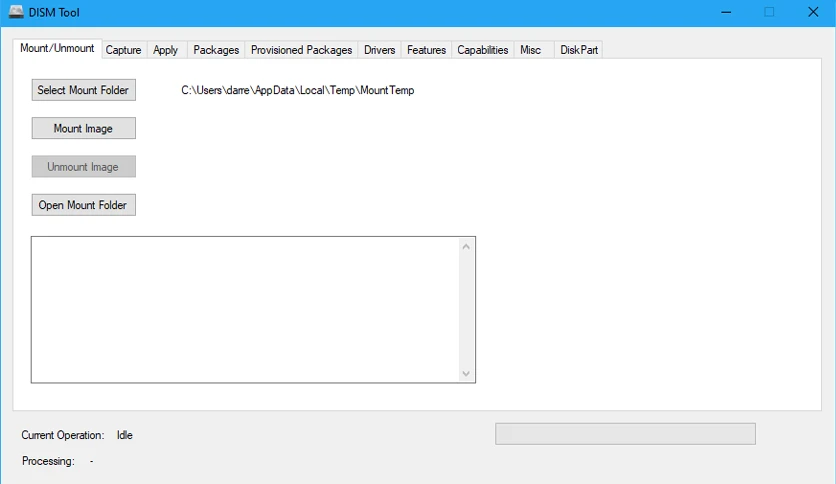 DISM Tool
Mount/Unmount Capture Apply Packages Provisioned Packages Drivers Features Capabilities Misc DiskPart
Select Mount Folder C:\Users\darre\AppData\Local\Temp\MountTemp
Mount Image
Unmount Image
Open Mount Folder
Current Operation: Idle
Processing: -